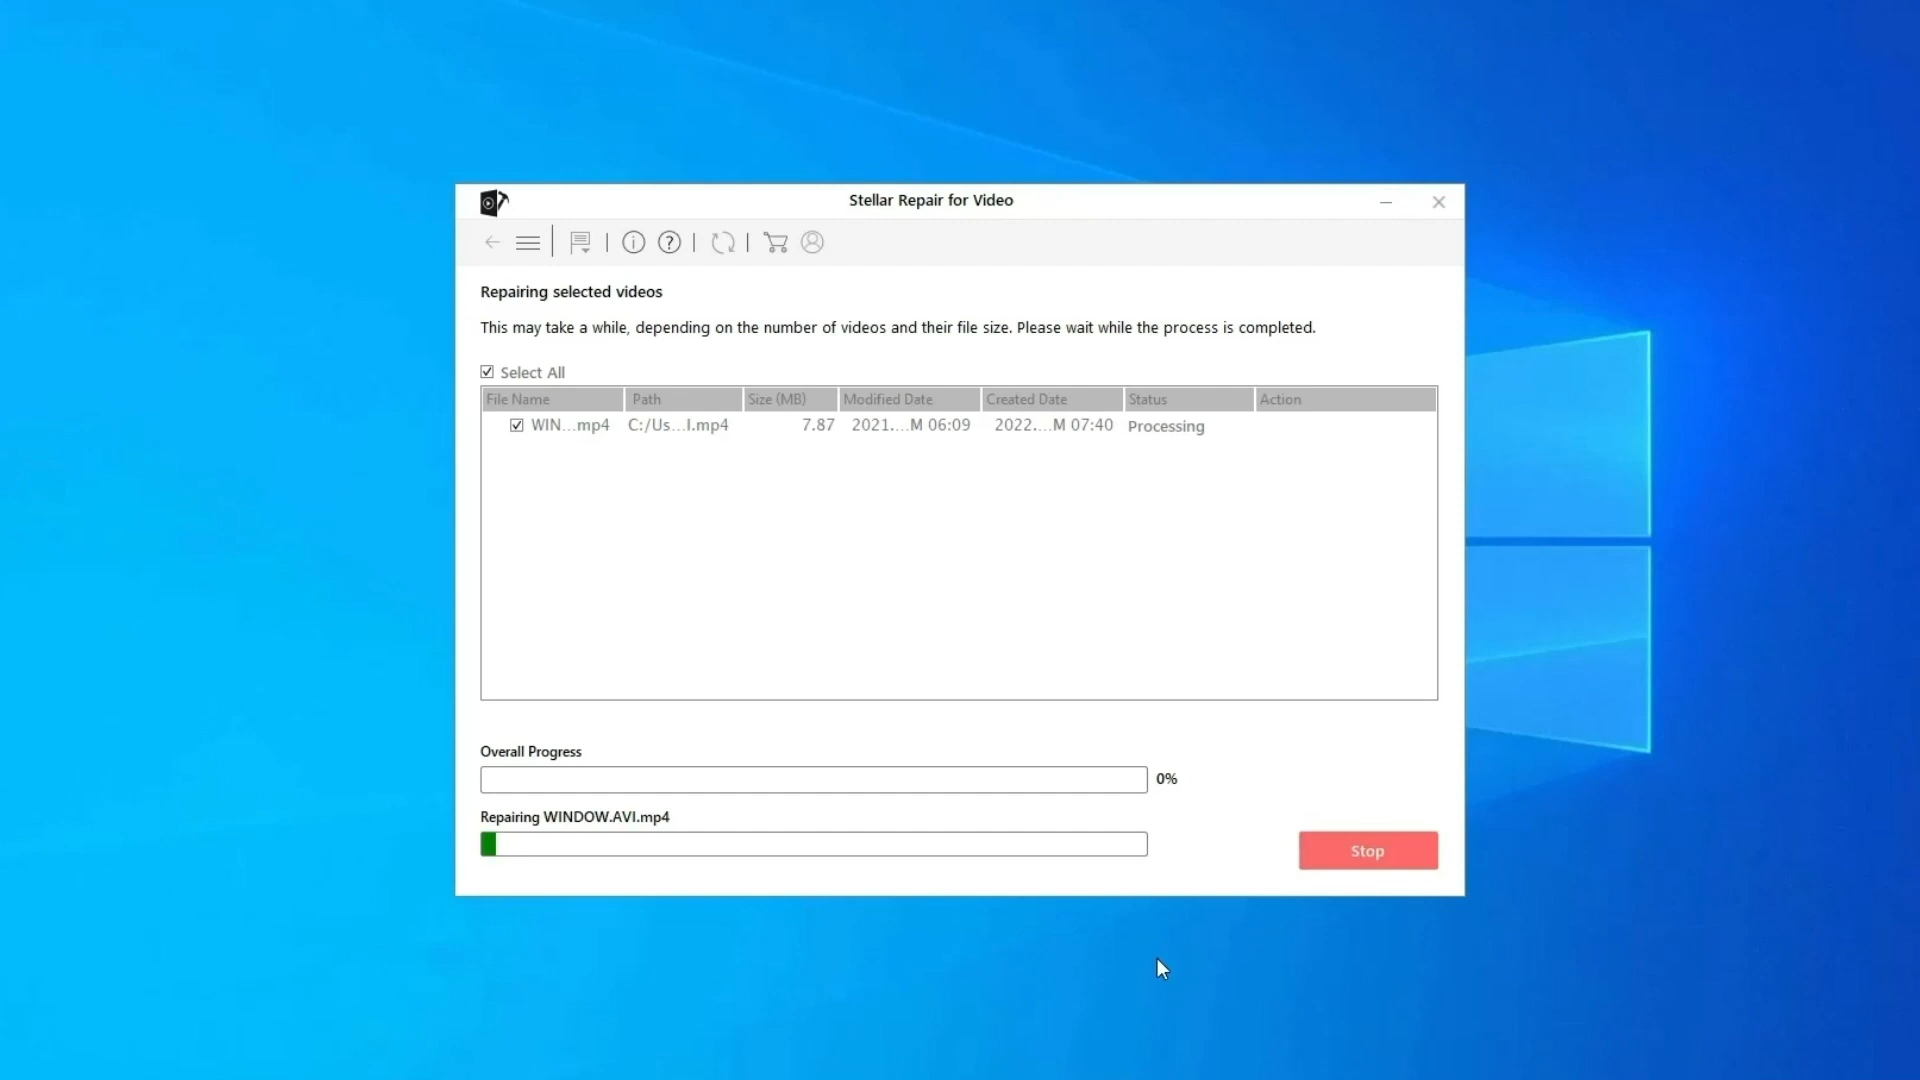 Stellar Repair for Video
Repairing selected videos
This may take a while, depending on the number of videos and their file size. Please wait while the process is completed.
Select All
File Name Path Size (MB) Modified Date Created Date Status Action
WIN...mp4 C:/Us...I.mp4 7.87 2021....M 06:09 2022....M 07:40 Processing
Overall Progress
0%
Repairing WINDOW.AVI.mp4
Stop